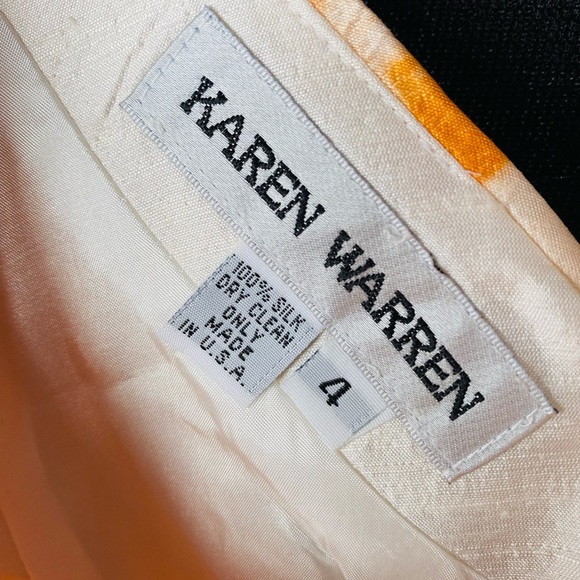 KAREN WARREN
100% SILK
DRY CLEAN
ONLY
MADE
IN U.S.A.
4